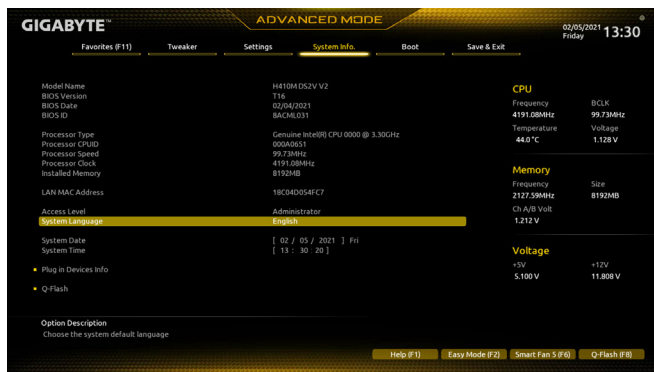 GIGABYTE™
ADVANCED MODE
02/05/2021 Friday 13:30
Favorites (F11) Tweaker Settings System Info. Boot Save & Exit
Model Name H410M DS2V V2
BIOS Version T16
BIOS Date 02/04/2021
BIOS ID 8ACML031
Processor Type Genuine Intel(R) CPU 0000 @ 3.30GHz
Processor CPUID 000A0651
Processor Speed 99.73MHz
Processor Clock 4191.08MHz
Installed Memory 8192MB
LAN MAC Address 18C04D054FC7
Access Level Administrator
System Language English
System Date [ 02 / 05 / 2021 ] Fri
System Time [ 13 : 30 : 20 ]
Plug in Devices Info
Q-Flash
CPU
Frequency BCLK
4191.08MHz 99.73MHz
Temperature Voltage
44.0 °C 1.128 V
Memory
Frequency Size
2127.59MHz 8192MB
Ch A/B Volt
1.212 V
Voltage
+5V +12V
5.100 V 11.808 V
Option Description
Choose the system default language
Help (F1) Easy Mode (F2) Smart Fan 5 (F6) Q-Flash (F8)